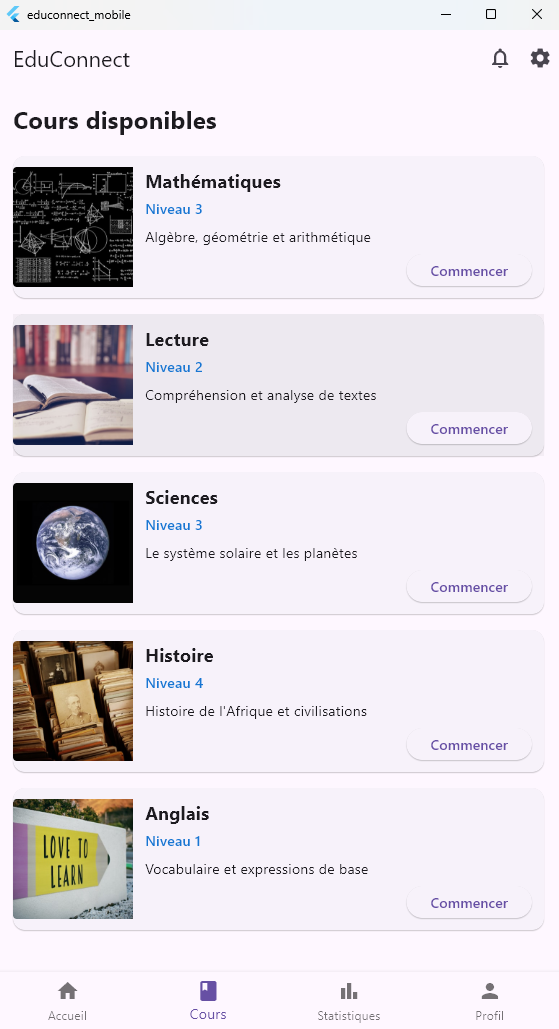 educonnect_mobile
EduConnect
Cours disponibles
Mathématiques
Niveau 3
Algèbre, géométrie et arithmétique
Commencer
Lecture
Niveau 2
Compréhension et analyse de textes
Commencer
Sciences
Niveau 3
Le système solaire et les planètes
Commencer
Histoire
Niveau 4
Histoire de l'Afrique et civilisations
Commencer
LOVE TO
LEARN
Anglais
Niveau 1
Vocabulaire et expressions de base
Commencer
Accueil
Cours
Statistiques
Profil